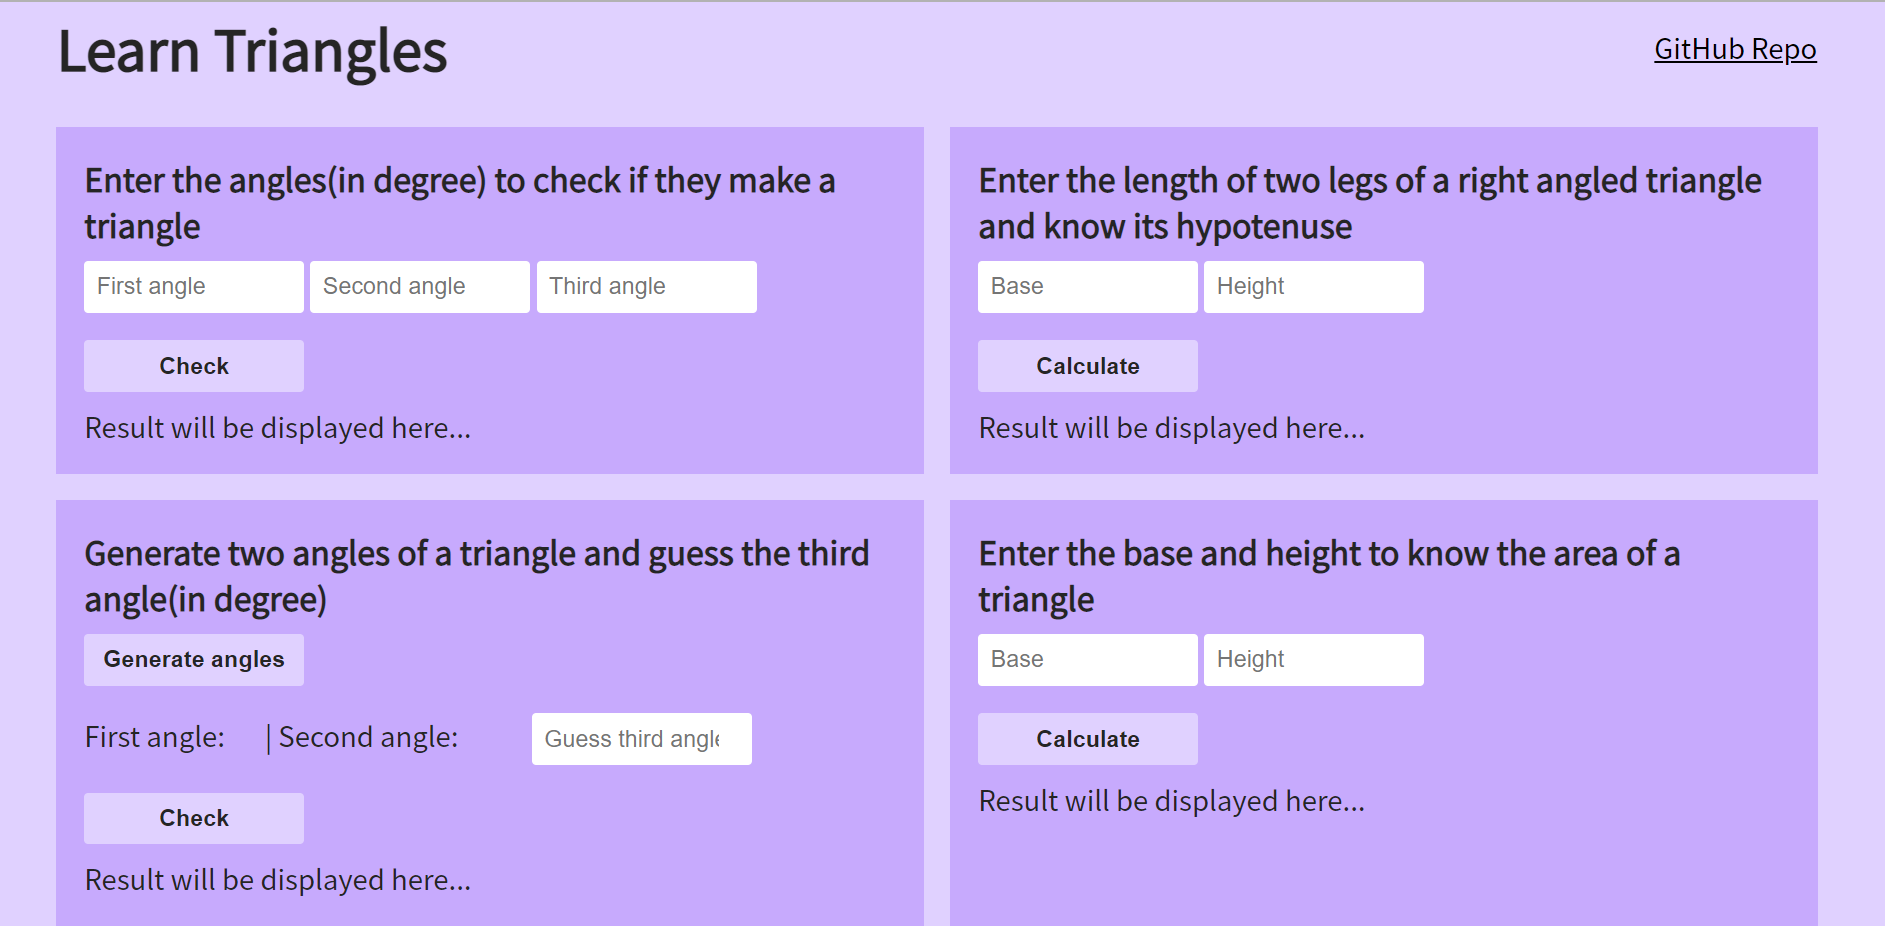 Learn Triangles
GitHub Repo
Enter the angles(in degree) to check if they make a
triangle
First angle
Second angle
Third angle
Check
Result will be displayed here...
Enter the length of two legs of a right angled triangle
and know its hypotenuse
Base
Height
Calculate
Result will be displayed here...
Generate two angles of a triangle and guess the third
angle(in degree)
Generate angles
First angle: | Second angle:
Guess third angle
Check
Result will be displayed here...
Enter the base and height to know the area of a
triangle
Base
Height
Calculate
Result will be displayed here...